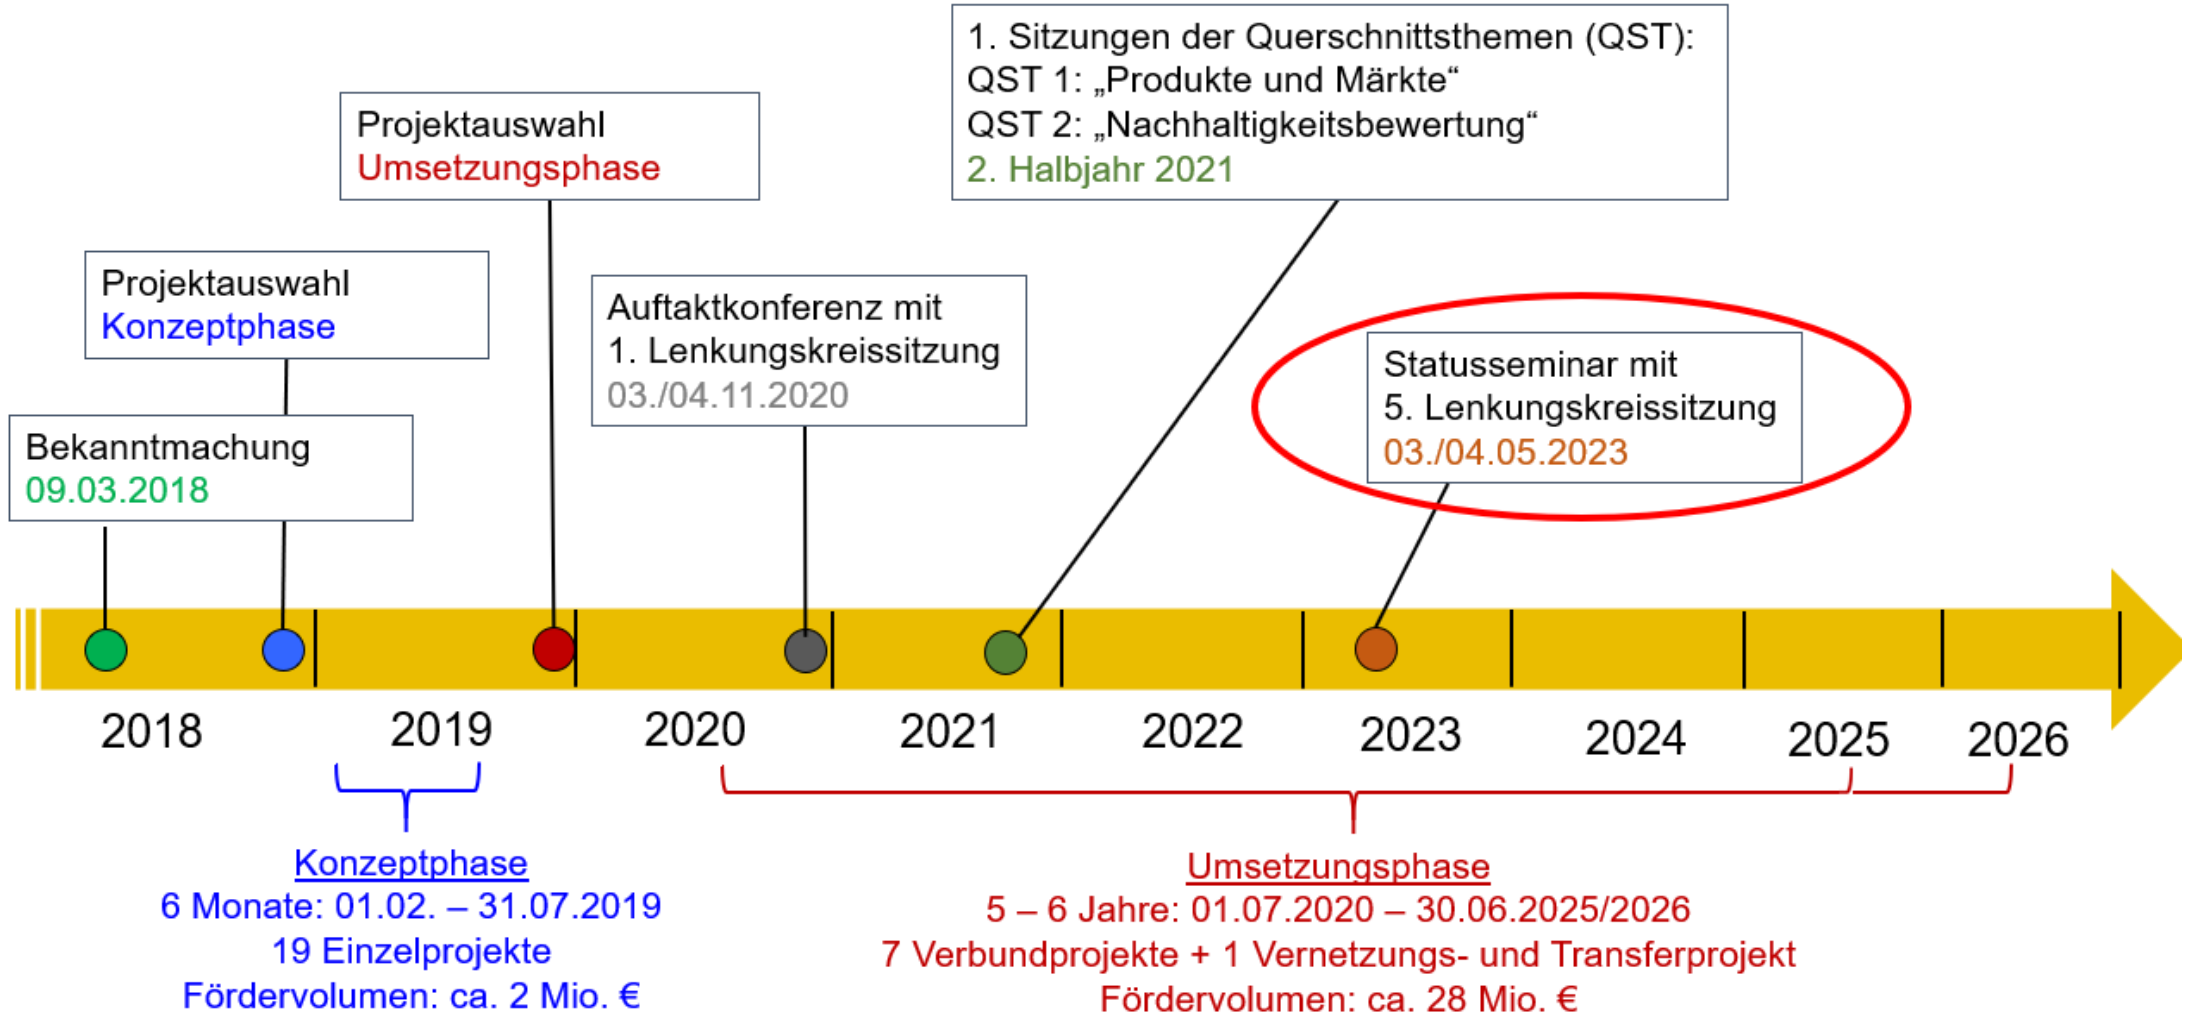 1. Sitzungen der Querschnittsthemen (QST):
QST 1: „Produkte und Märkte“
QST 2: „Nachhaltigkeitsbewertung“
2. Halbjahr 2021
Projektauswahl
Umsetzungsphase
Projektauswahl
Konzeptphase
Auftaktkonferenz mit
1. Lenkungskreissitzung
03./04.11.2020
Statusseminar mit
5. Lenkungskreissitzung
03./04.05.2023
Bekanntmachung
09.03.2018
2018 2019 2020 2021 2022 2023 2024 2025 2026
Konzeptphase
6 Monate: 01.02. – 31.07.2019
19 Einzelprojekte
Fördervolumen: ca. 2 Mio. €
Umsetzungsphase
5 – 6 Jahre: 01.07.2020 – 30.06.2025/2026
7 Verbundprojekte + 1 Vernetzungs- und Transferprojekt
Fördervolumen: ca. 28 Mio. €